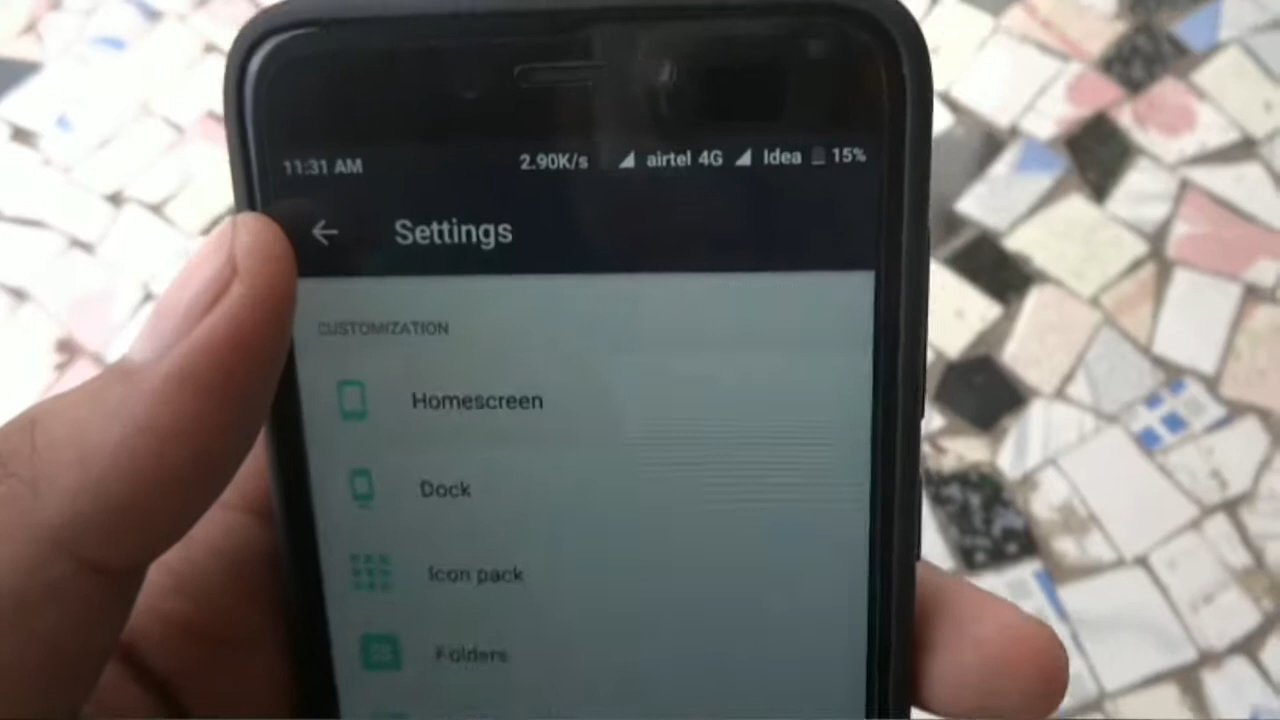 11:31 AM 2.90K/s airtel 4G Idea 15%
Settings
CUSTOMIZATION
Homescreen
Dock
Icon pack
Folders